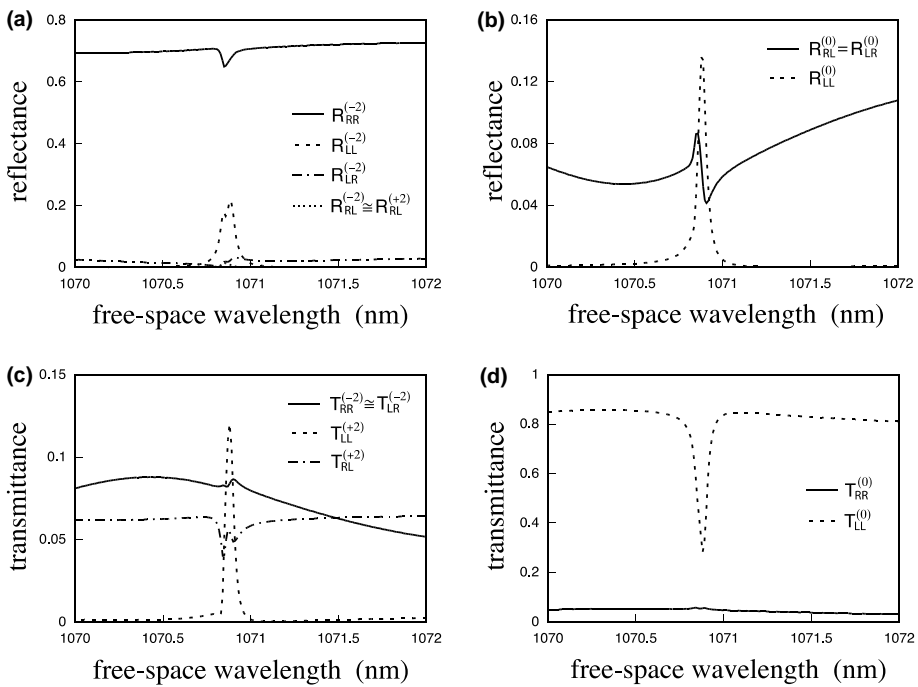 (a)
0.8
0.6
0.4
0.2
0
reflectance
R_RR^(-2)
R_LL^(-2)
R_LR^(-2)
R_RL^(-2) ≅ R_RL^(+2)
1070 1070.5 1071 1071.5 1072
free-space wavelength (nm)
(b)
0.16
0.12
0.08
0.04
0
reflectance
R_RL^(0) = R_LR^(0)
R_LL^(0)
1070 1070.5 1071 1071.5 1072
free-space wavelength (nm)
(c)
0.15
0.1
0.05
0
transmittance
T_RR^(-2) ≅ T_LR^(-2)
T_LL^(+2)
T_RL^(+2)
1070 1070.5 1071 1071.5 1072
free-space wavelength (nm)
(d)
1
0.8
0.6
0.4
0.2
0
transmittance
T_RR^(0)
T_LL^(0)
1070 1070.5 1071 1071.5 1072
free-space wavelength (nm)